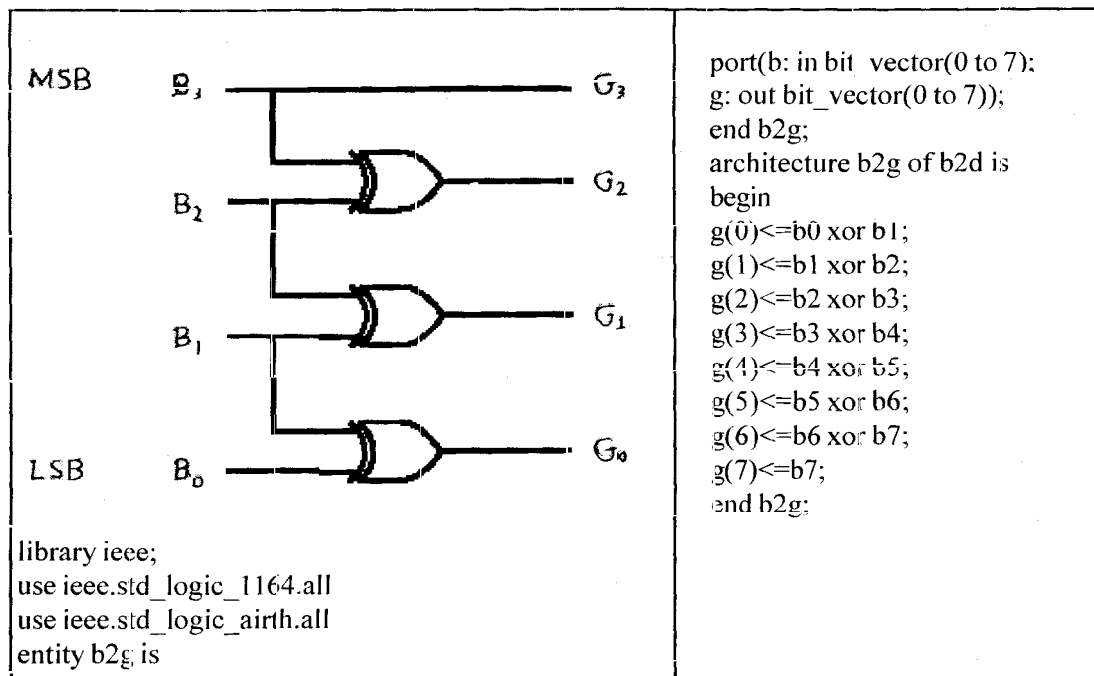 MSB B3 G3
G2
B2
G1
B1
G0
LSB B0
library ieee;
use ieee.std_logic_1164.all
use ieee.std_logic_airth.all
entity b2g is
port(b: in bit_vector(0 to 7);
g: out bit_vector(0 to 7));
end b2g;
architecture b2g of b2d is
begin
g(0)<=b0 xor b1;
g(1)<=b1 xor b2;
g(2)<=b2 xor b3;
g(3)<=b3 xor b4;
g(4)<=b4 xor b5;
g(5)<=b5 xor b6;
g(6)<=b6 xor b7;
g(7)<=b7;
end b2g;